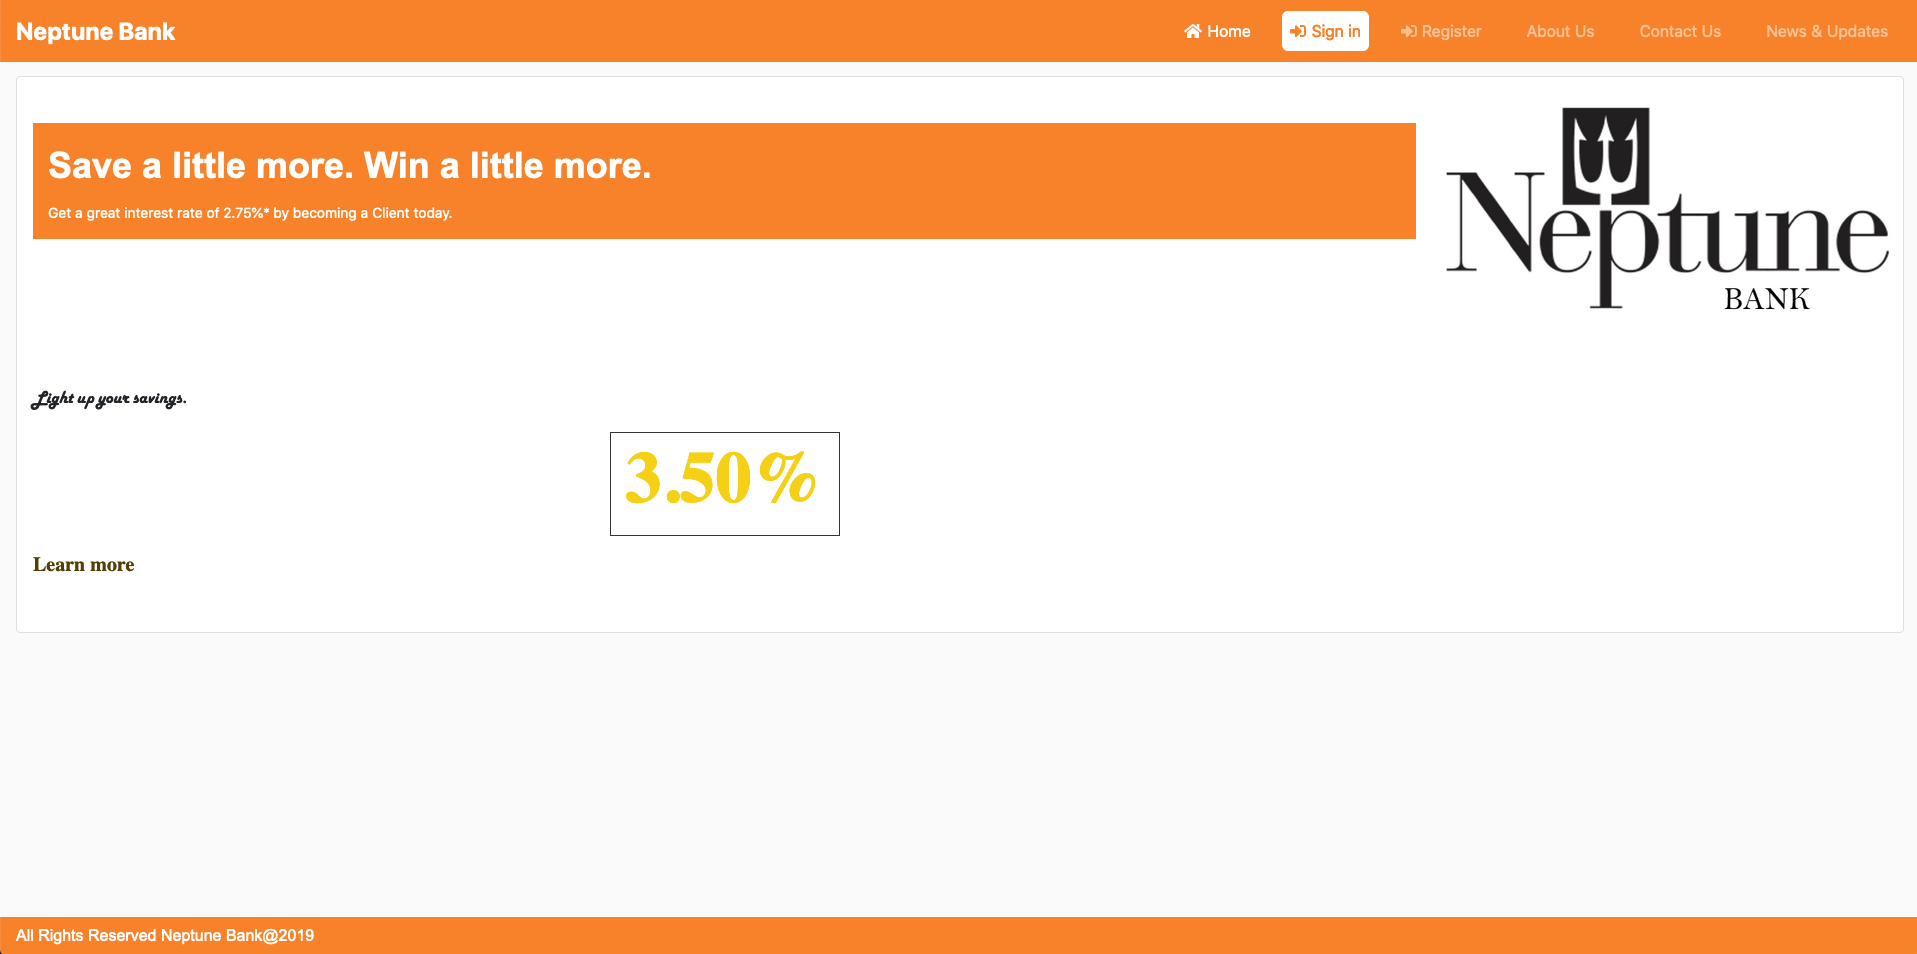 Neptune Bank
Home
Sign in
Register
About Us
Contact Us
News & Updates
Save a little more. Win a little more.
Get a great interest rate of 2.75%* by becoming a Client today.
Neptune
BANK
Light up your savings.
3.50%
Learn more
All Rights Reserved Neptune Bank@2019